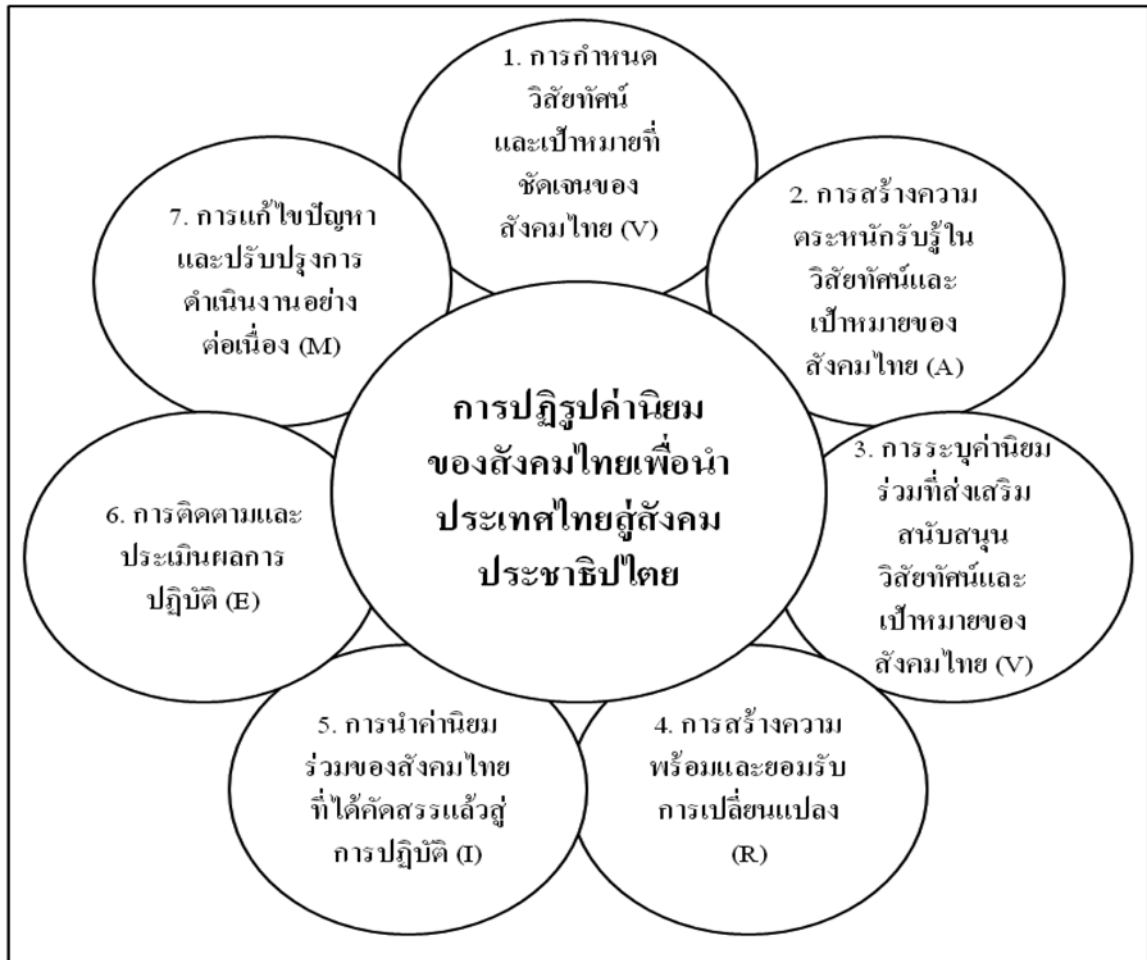 1. การกำหนด
วิสัยทัศน์
และเป้าหมายที่
ชัดเจนของ
สังคมไทย (V)
2. การสร้างความ
ตระหนักรับรู้ใน
วิสัยทัศน์และ
เป้าหมายของ
สังคมไทย (A)
3. การระบุค่านิยม
ร่วมที่ส่งเสริม
สนับสนุน
วิสัยทัศน์และ
เป้าหมายของ
สังคมไทย (V)
4. การสร้างความ
พร้อมและยอมรับ
การเปลี่ยนแปลง
(R)
5. การนำค่านิยม
ร่วมของสังคมไทย
ที่ได้คัดสรรแล้วสู่
การปฏิบัติ (I)
6. การติดตามและ
ประเมินผลการ
ปฏิบัติ (E)
7. การแก้ไขปัญหา
และปรับปรุงการ
ดำเนินงานอย่าง
ต่อเนื่อง (M)
การปฏิรูปค่านิยม
ของสังคมไทยเพื่อนำ
ประเทศไทยสู่สังคม
ประชาธิปไตย